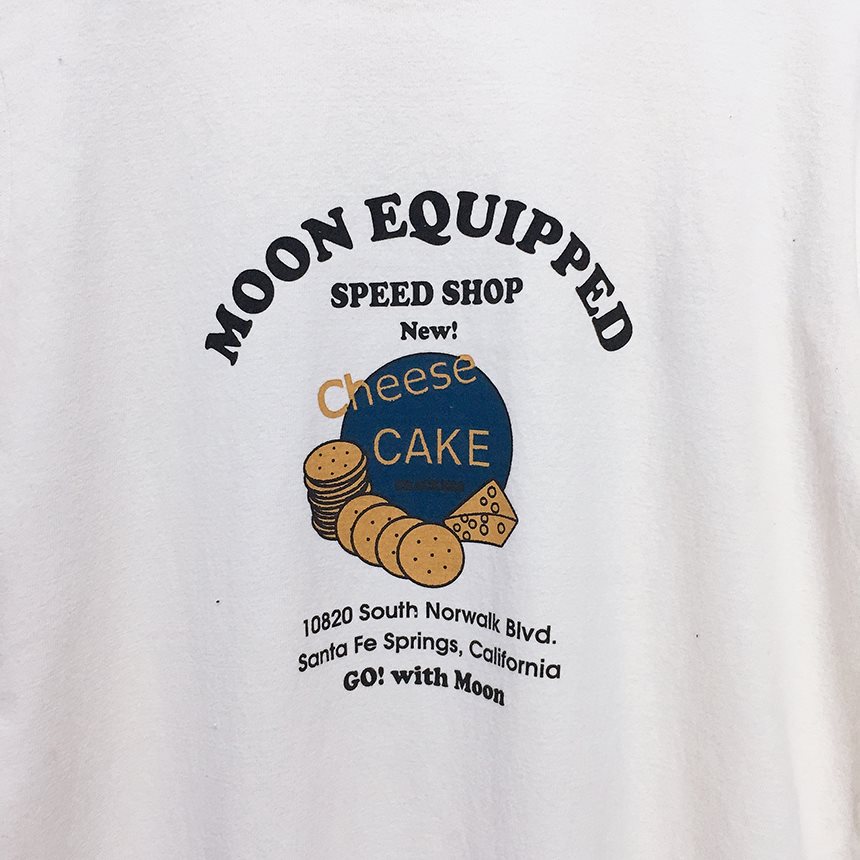 MOON EQUIPPED
SPEED SHOP
New!
Cheese
CAKE
10820 South Norwalk Blvd.
Santa Fe Springs, California
GO! with Moon